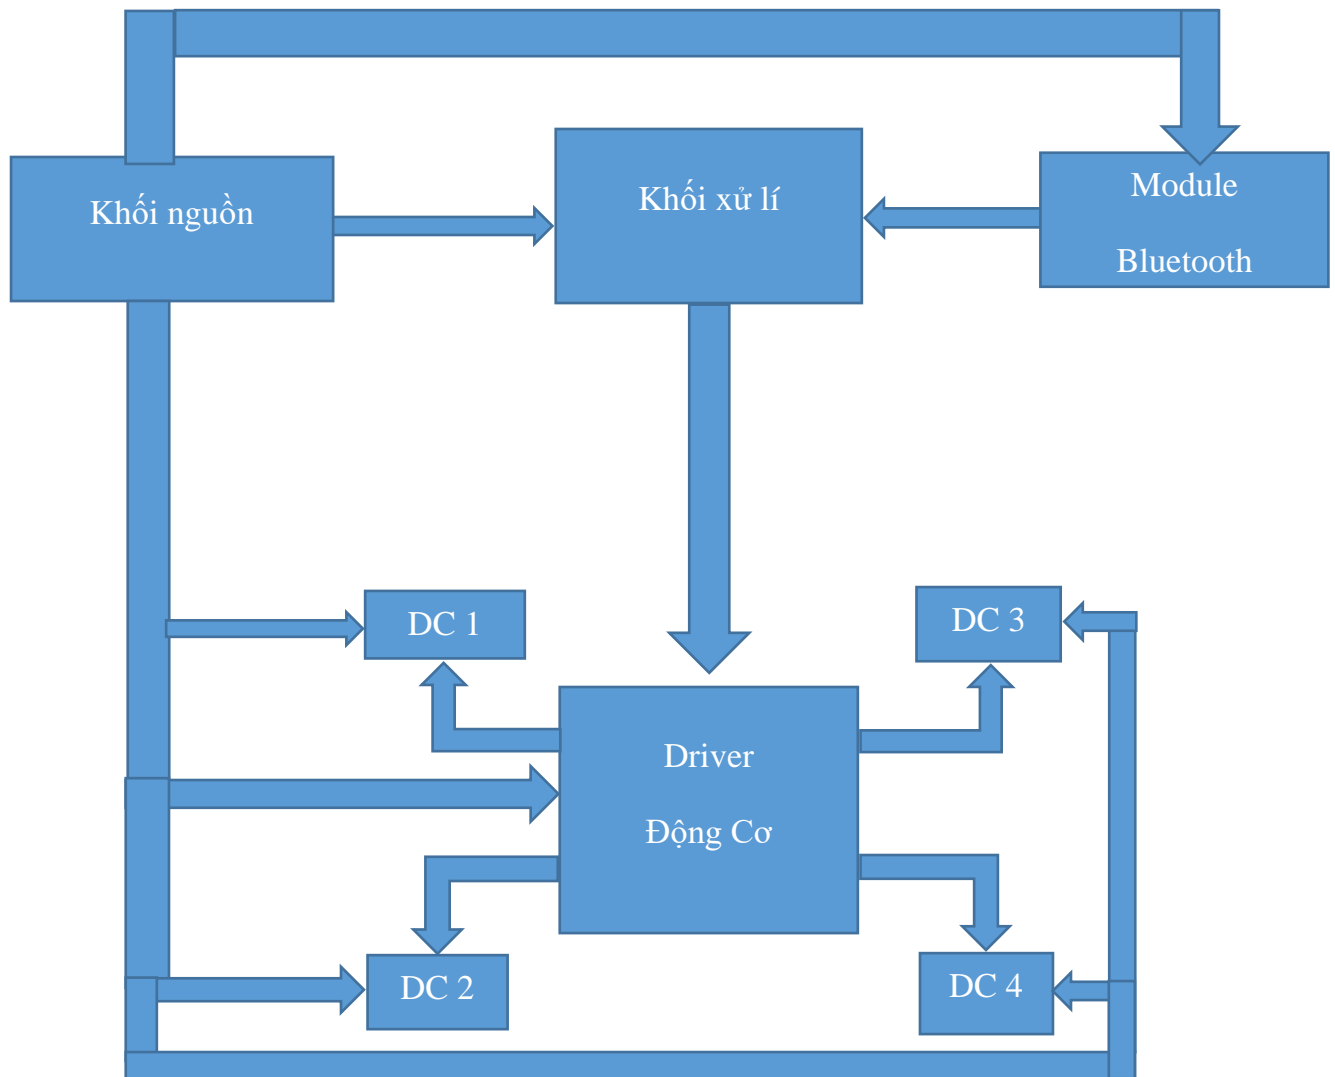 Khối nguồn
Khối xử lí
Module
Bluetooth
DC 1
DC 3
Driver
Động Cơ
DC 2
DC 4